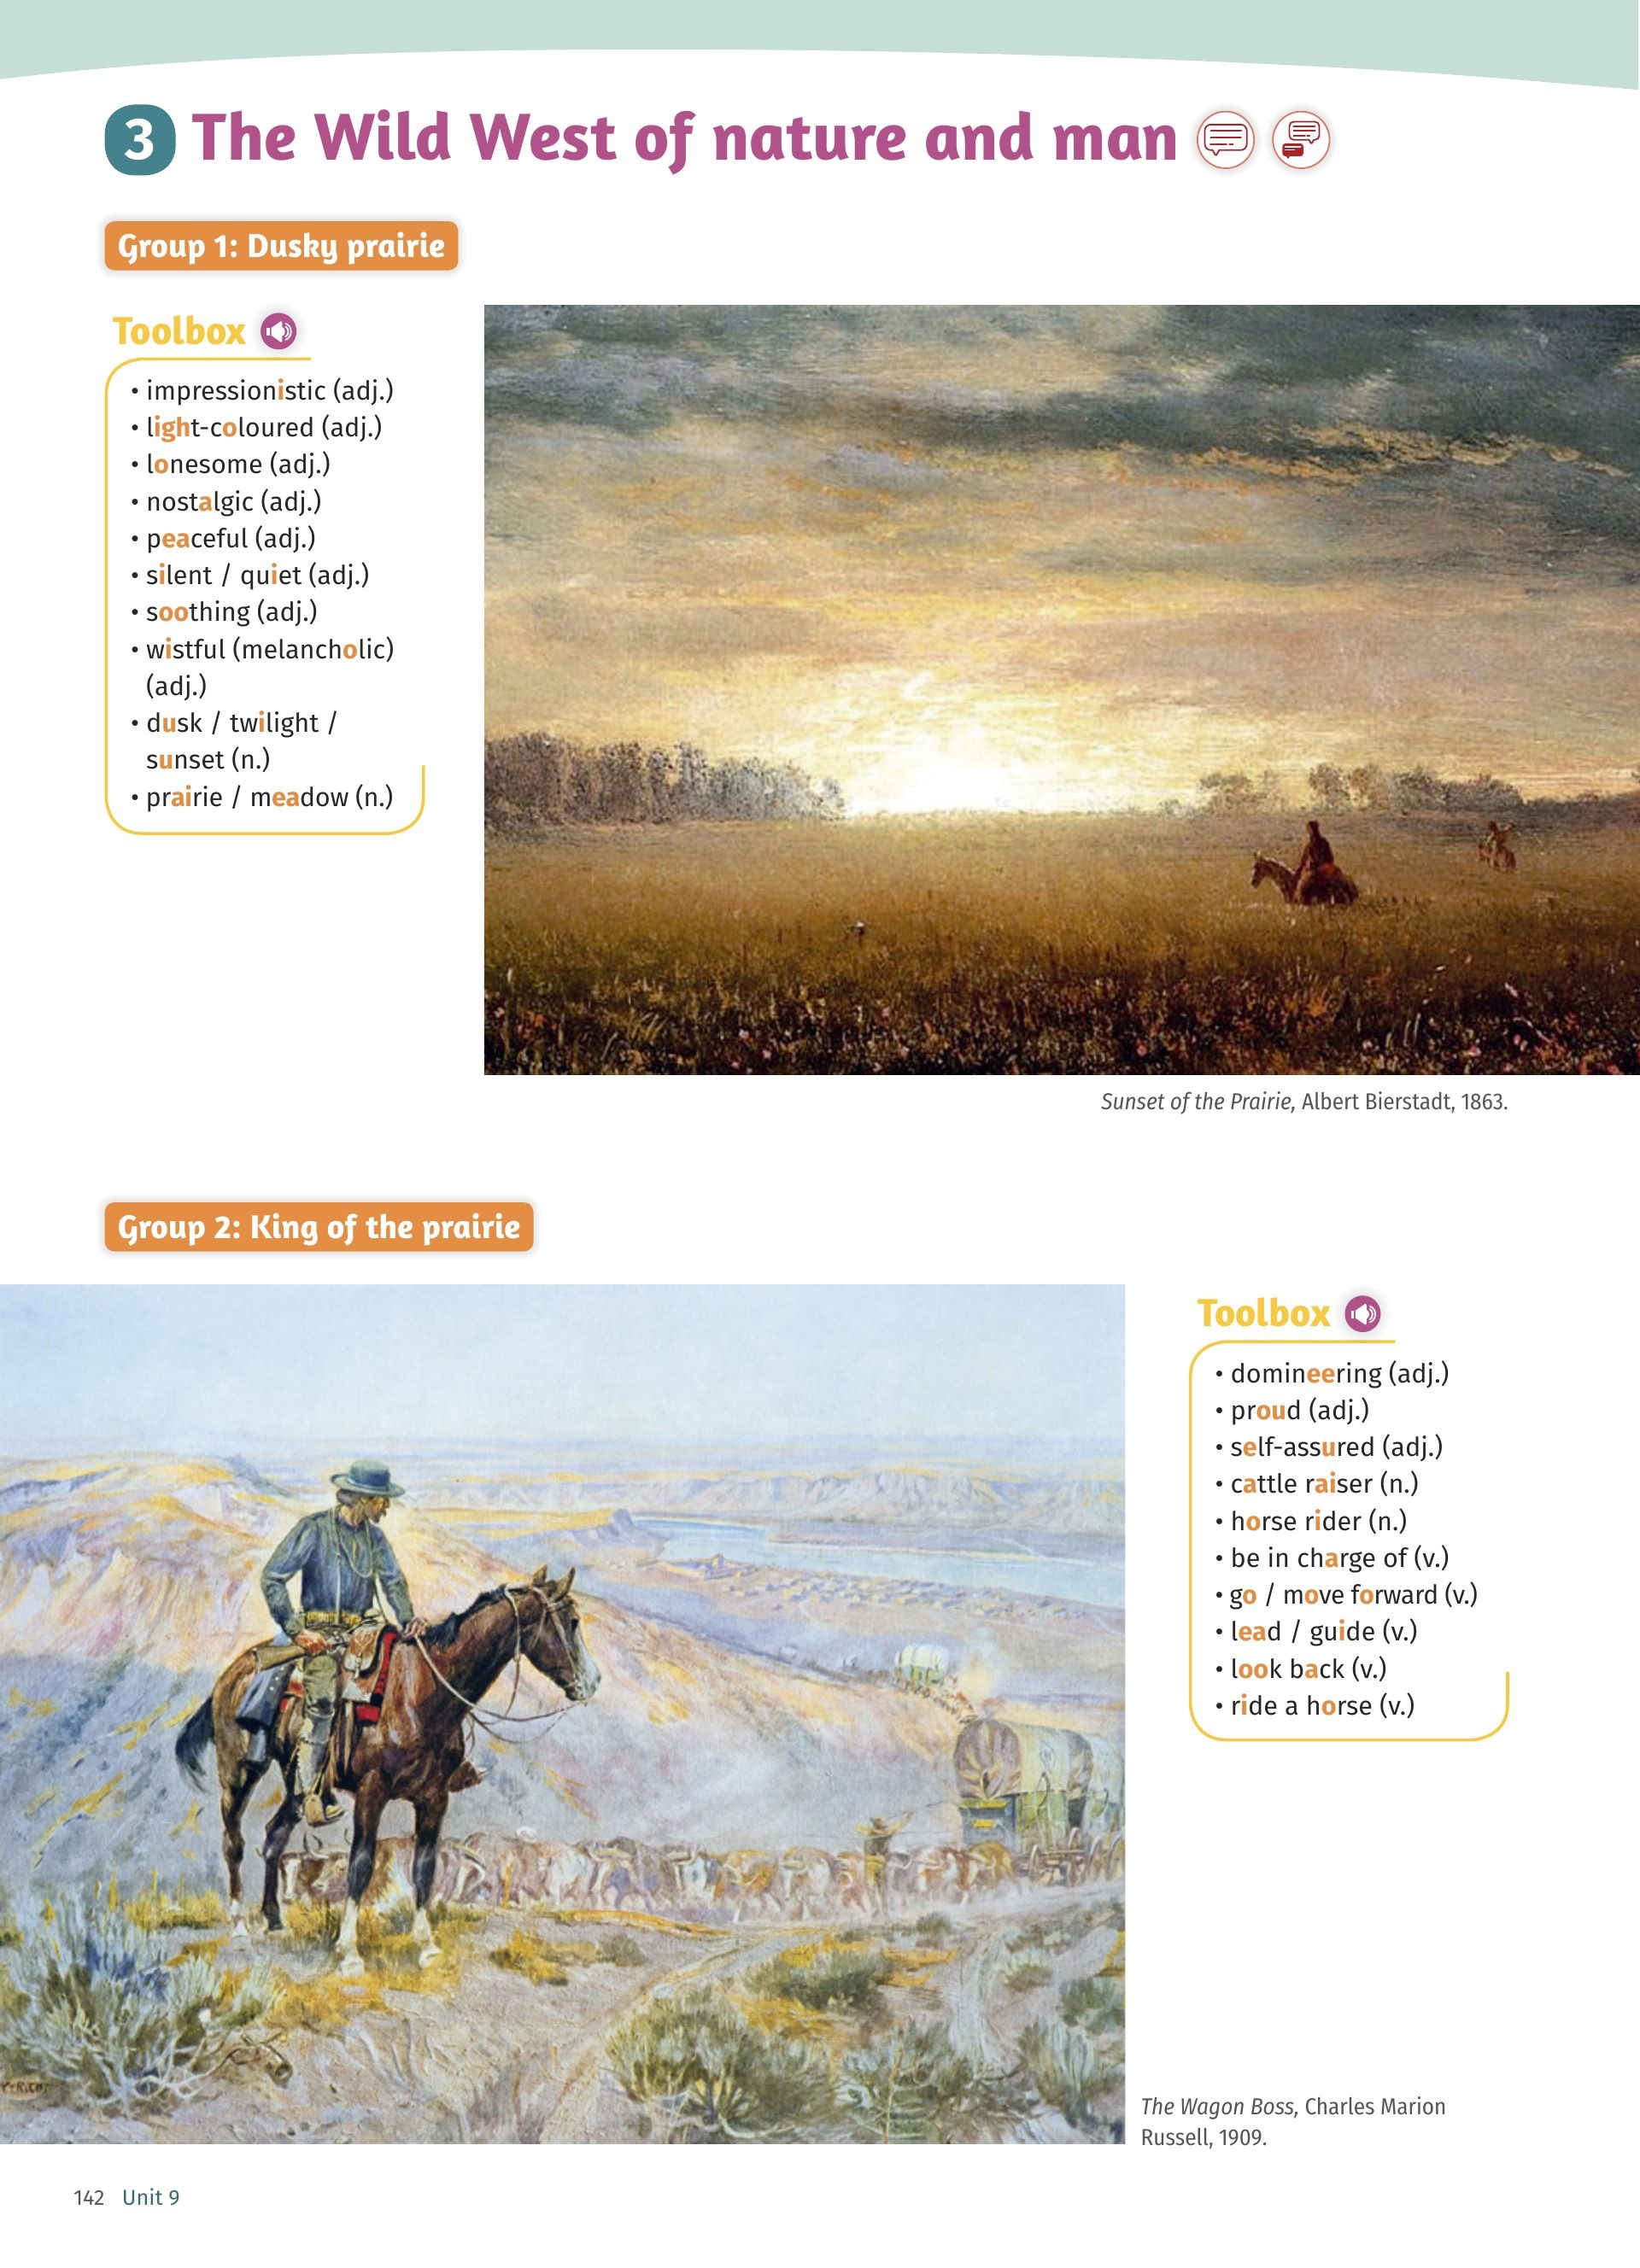 3 The Wild West of nature and man
Group 1: Dusky prairie
Toolbox
• impressionistic (adj.)
• light-coloured (adj.)
• lonesome (adj.)
• nostalgic (adj.)
• peaceful (adj.)
• silent / quiet (adj.)
• soothing (adj.)
• wistful (melancholic)
(adj.)
• dusk / twilight /
sunset (n.)
• prairie / meadow (n.)
Sunset of the Prairie, Albert Bierstadt, 1863.
Group 2: King of the prairie
Toolbox
• domineering (adj.)
• proud (adj.)
• self-assured (adj.)
• cattle raiser (n.)
• horse rider (n.)
• be in charge of (v.)
• go / move forward (v.)
• lead / guide (v.)
• look back (v.)
• ride a horse (v.)
The Wagon Boss, Charles Marion
Russell, 1909.
142 Unit 9